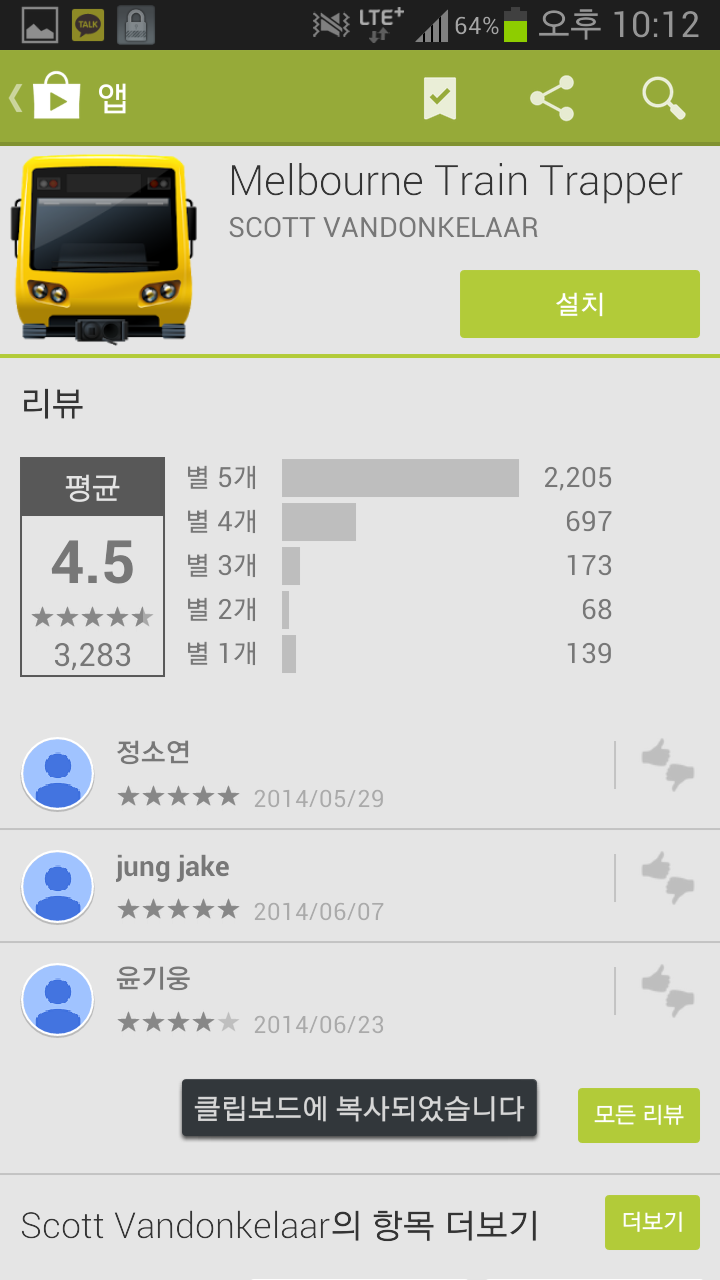 TALK
LTE+ 64% 오후 10:12
앱
Melbourne Train Trapper
SCOTT VANDONKELAAR
설치
리뷰
평균
4.5
3,283
별 5개 2,205
별 4개 697
별 3개 173
별 2개 68
별 1개 139
정소연
2014/05/29
jung jake
2014/06/07
윤기웅
2014/06/23
클립보드에 복사되었습니다
모든 리뷰
Scott Vandonkelaar의 항목 더보기
더보기